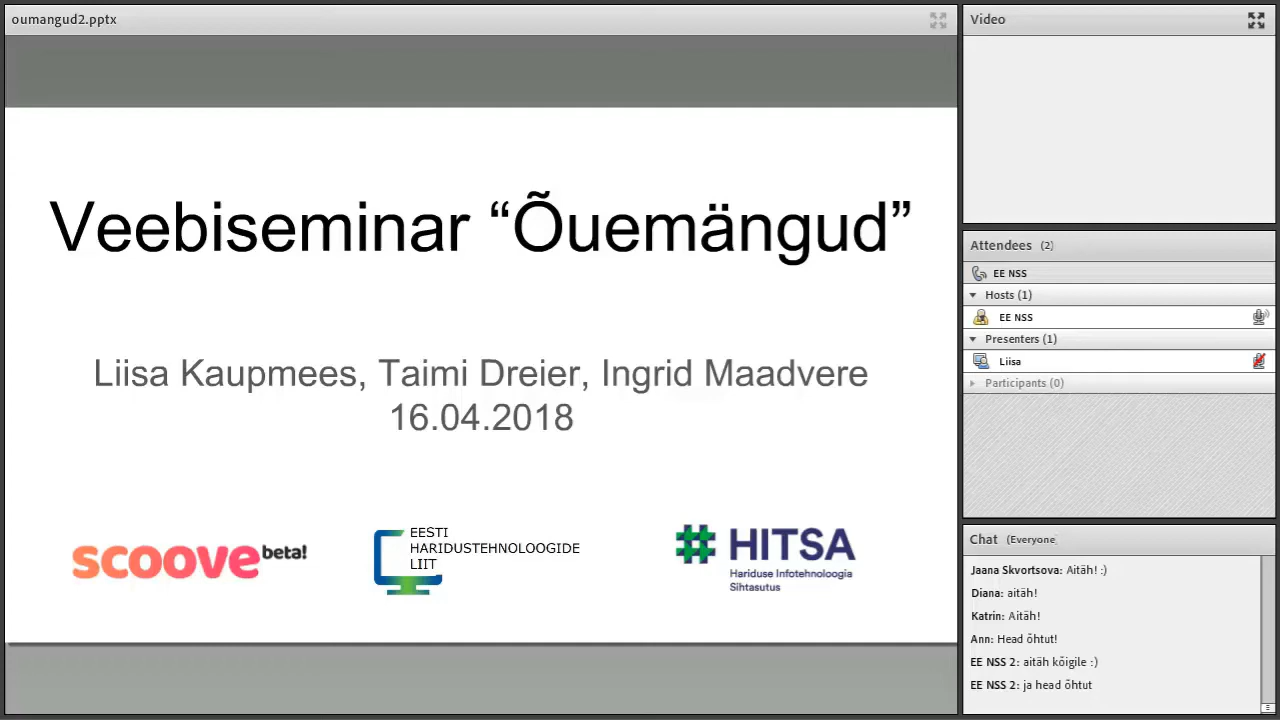 oumangud2.pptx
Veebiseminar “Õuemängud”
Liisa Kaupmees, Taimi Dreier, Ingrid Maadvere
16.04.2018
scoove beta!
EESTI
HARIDUSTEHNOLOOGIDE
LIIT
HITSA
Hariduse Infotehnoloogia
Sihtasutus
Video
Attendees (2)
EE NSS
Hosts (1)
EE NSS
Presenters (1)
Liisa
Participants (0)
Chat (Everyone)
Jaana Skvortsova: Aitäh! :)
Diana: aitäh!
Katrin: Aitäh!
Ann: Head õhtut!
EE NSS 2: aitäh kõigile :)
EE NSS 2: ja head õhtut